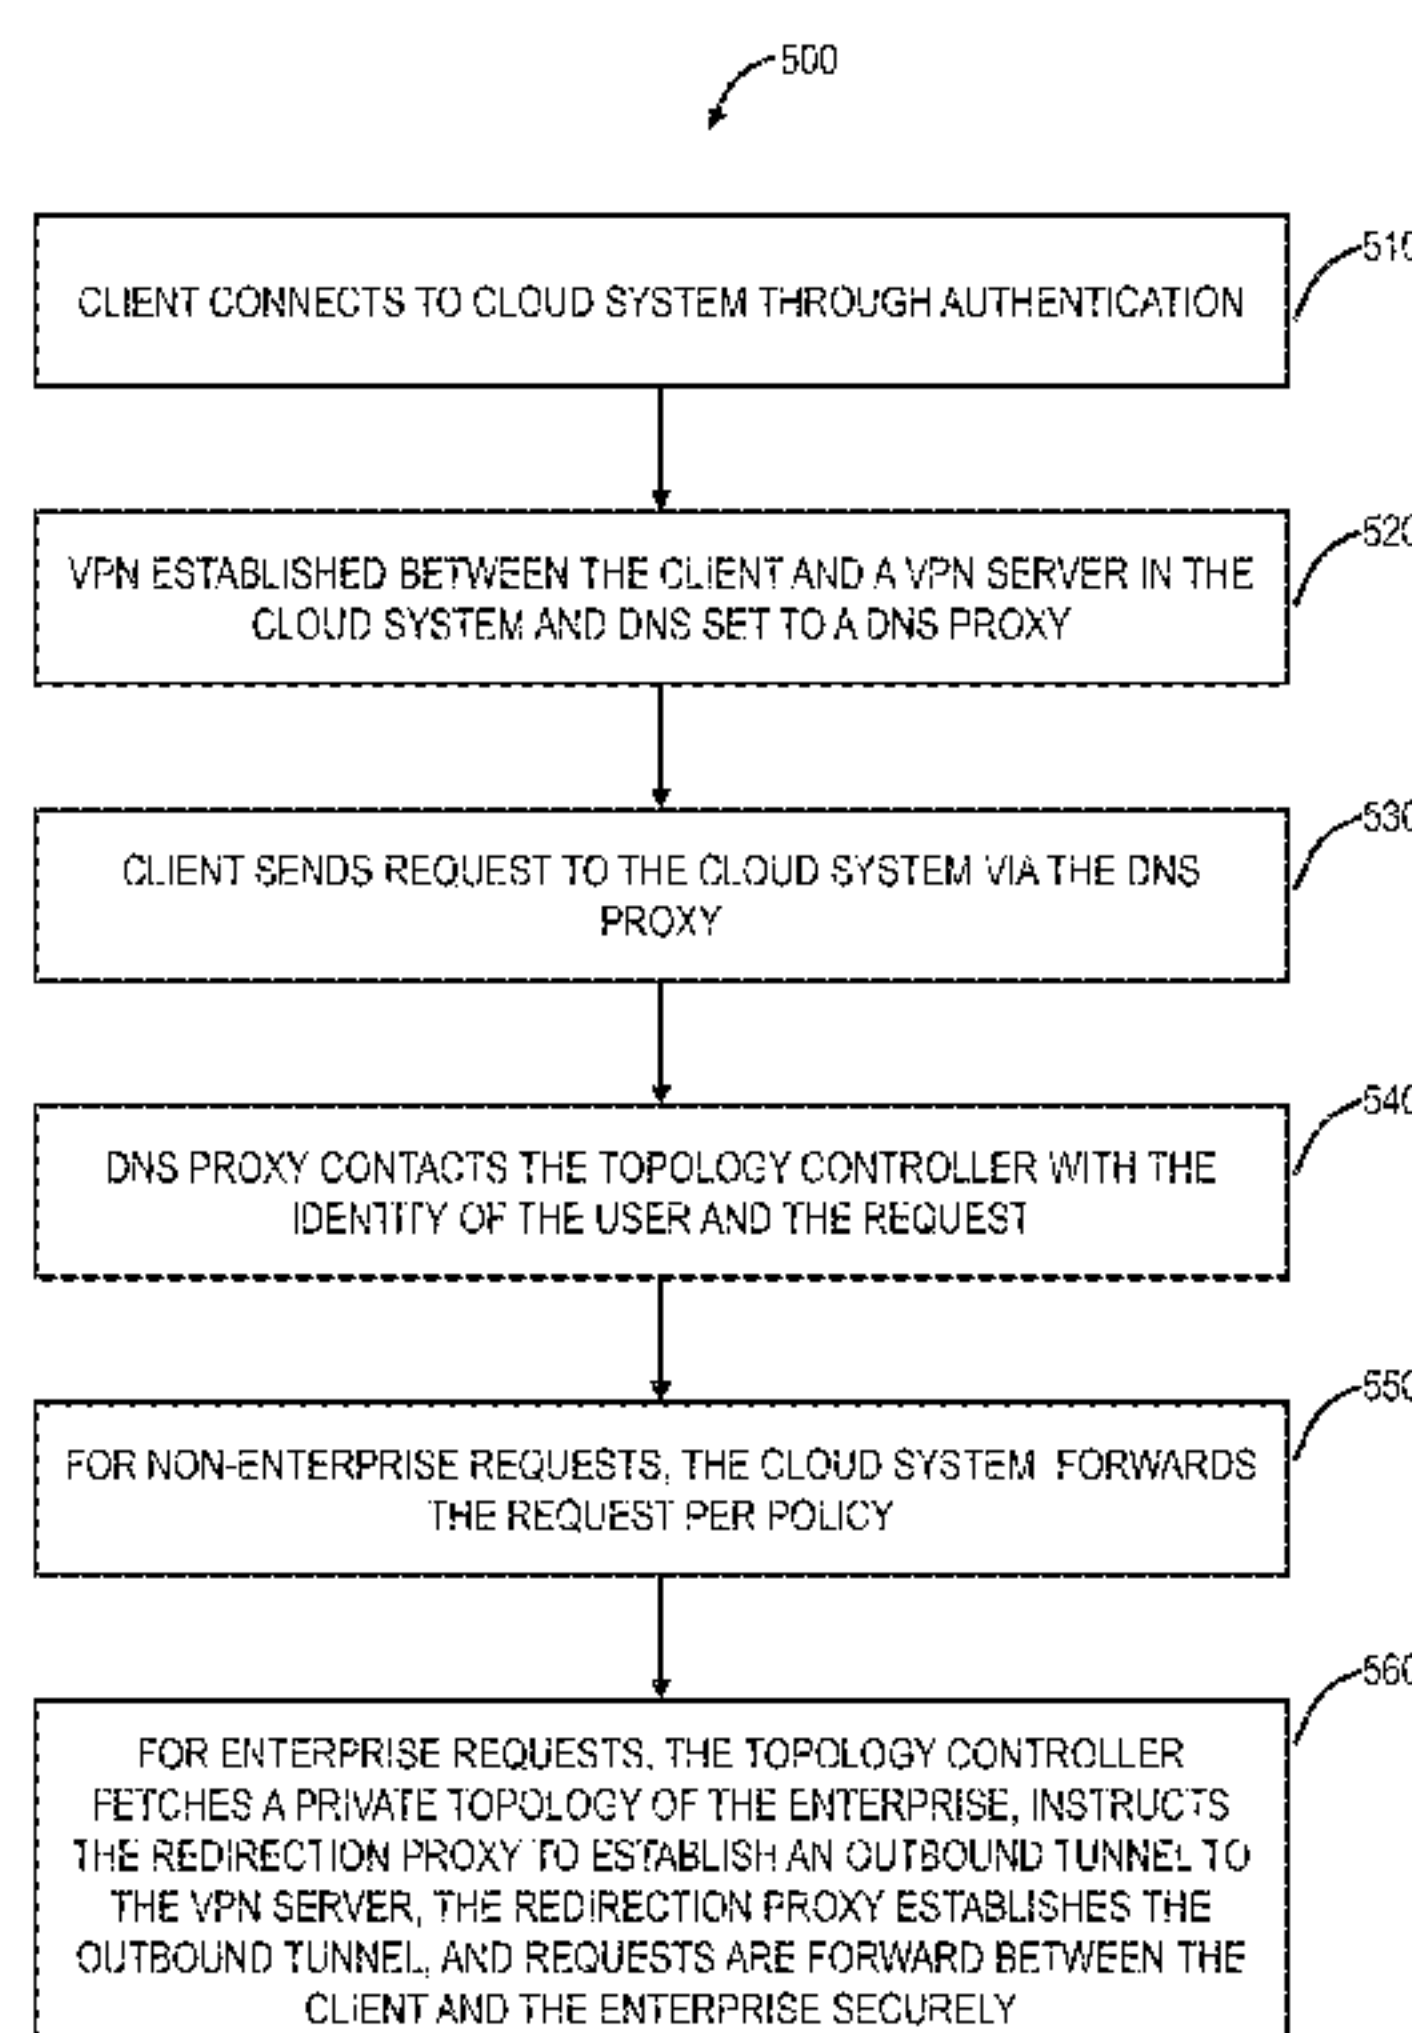 500
510
CLIENT CONNECTS TO CLOUD SYSTEM THROUGH AUTHENTICATION
520
VPN ESTABLISHED BETWEEN THE CLIENT AND A VPN SERVER IN THE
CLOUD SYSTEM AND DNS SET TO A DNS PROXY
530
CLIENT SENDS REQUEST TO THE CLOUD SYSTEM VIA THE DNS
PROXY
540
DNS PROXY CONTACTS THE TOPOLOGY CONTROLLER WITH THE
IDENTITY OF THE USER AND THE REQUEST
550
FOR NON-ENTERPRISE REQUESTS, THE CLOUD SYSTEM FORWARDS
THE REQUEST PER POLICY
560
FOR ENTERPRISE REQUESTS, THE TOPOLOGY CONTROLLER
FETCHES A PRIVATE TOPOLOGY OF THE ENTERPRISE, INSTRUCTS
THE REDIRECTION PROXY TO ESTABLISH AN OUTBOUND TUNNEL TO
THE VPN SERVER, THE REDIRECTION PROXY ESTABLISHES THE
OUTBOUND TUNNEL, AND REQUESTS ARE FORWARD BETWEEN THE
CLIENT AND THE ENTERPRISE SECURELY